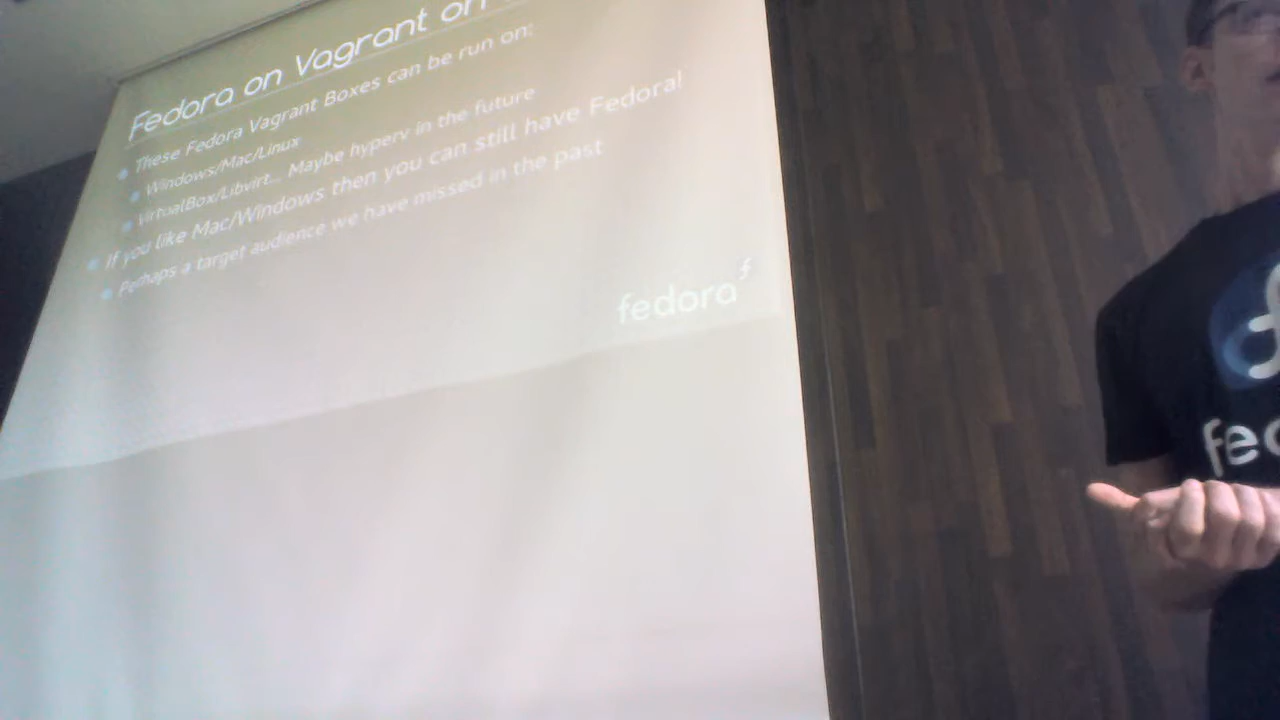 Fedora on Vagrant on
These Fedora Vagrant Boxes can be run on:
Windows/Mac/Linux
VirtualBox/Libvirt... Maybe hyperv in the future
If you like Mac/Windows then you can still have Fedora!
Perhaps a target audience we have missed in the past
fedora
fed